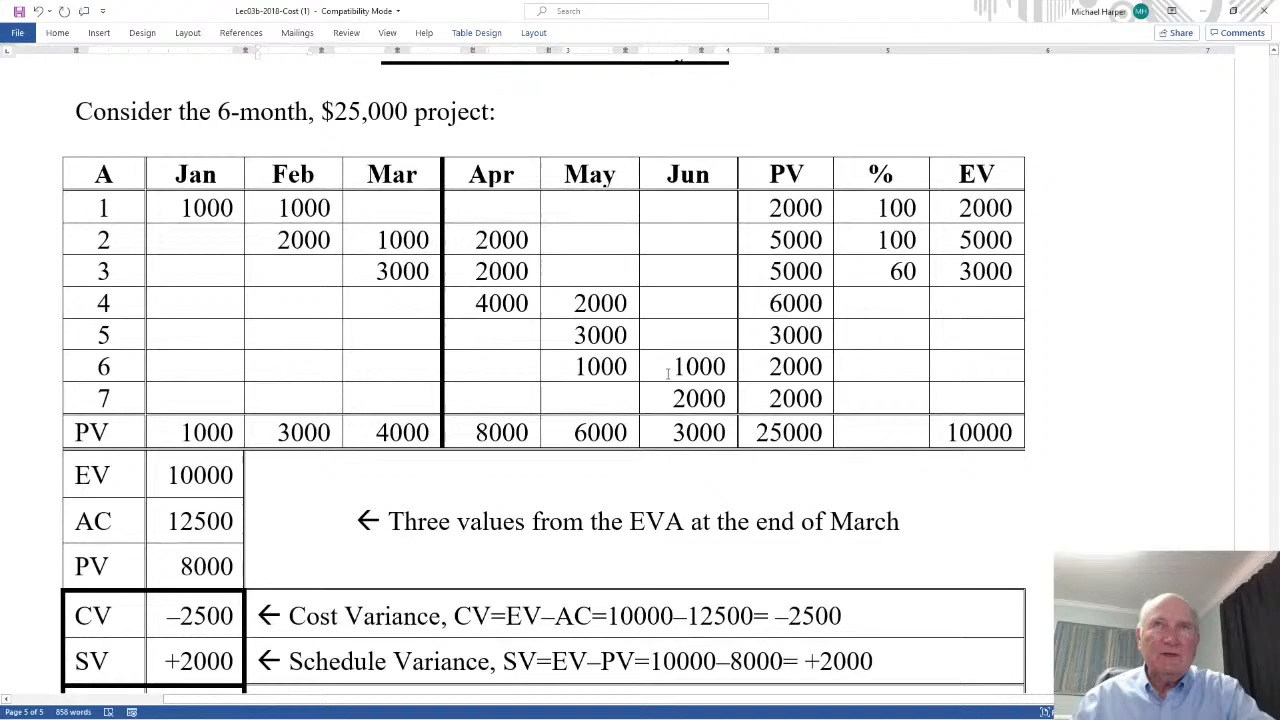 Lec03b-2018-Cost (1) - Compatibility Mode
Search
Michael Harper MH
File Home Insert Design Layout References Mailings Review View Help Table Design Layout Share Comments
3 4 5 6 7
Consider the 6-month, $25,000 project:
A Jan Feb Mar Apr May Jun PV % EV
1 1000 1000 2000 100 2000
2 2000 1000 2000 5000 100 5000
3 3000 2000 5000 60 3000
4 4000 2000 6000
5 3000 3000
6 1000 1000 2000
7 2000 2000
PV 1000 3000 4000 8000 6000 3000 25000 10000
EV 10000
AC 12500 ← Three values from the EVA at the end of March
PV 8000
CV –2500 ← Cost Variance, CV=EV–AC=10000–12500= –2500
SV +2000 ← Schedule Variance, SV=EV–PV=10000–8000= +2000
Page 5 of 5 858 words